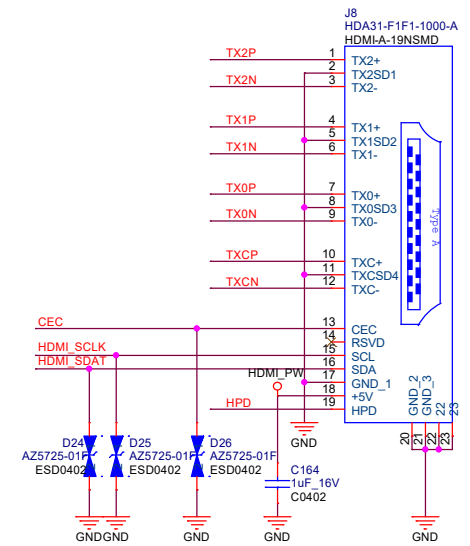 J8
HDA31-F1F1-1000-A
HDMI-A-19NSMD
TX2P 1 TX2+
2 TX2SD1
TX2N 3 TX2-
TX1P 4 TX1+
5 TX1SD2
TX1N 6 TX1-
TX0P 7 TX0+
8 TX0SD3
TX0N 9 TX0-
TXCP 10 TXC+
11 TXCSD4
TXCN 12 TXC-
Type A
CEC 13 CEC
14 RSVD
HDMI_SCLK 15 SCL
HDMI_SDAT 16 SDA
HDMI_PW 17 GND_1
18 +5V
HPD 19 HPD
GND_2 GND_3 22 23
20 21 22 23
GND
D24 D25 D26
AZ5725-01F AZ5725-01F AZ5725-01F
ESD0402 ESD0402 ESD0402
C164
1uF_16V
C0402
GND GND GND GND GND